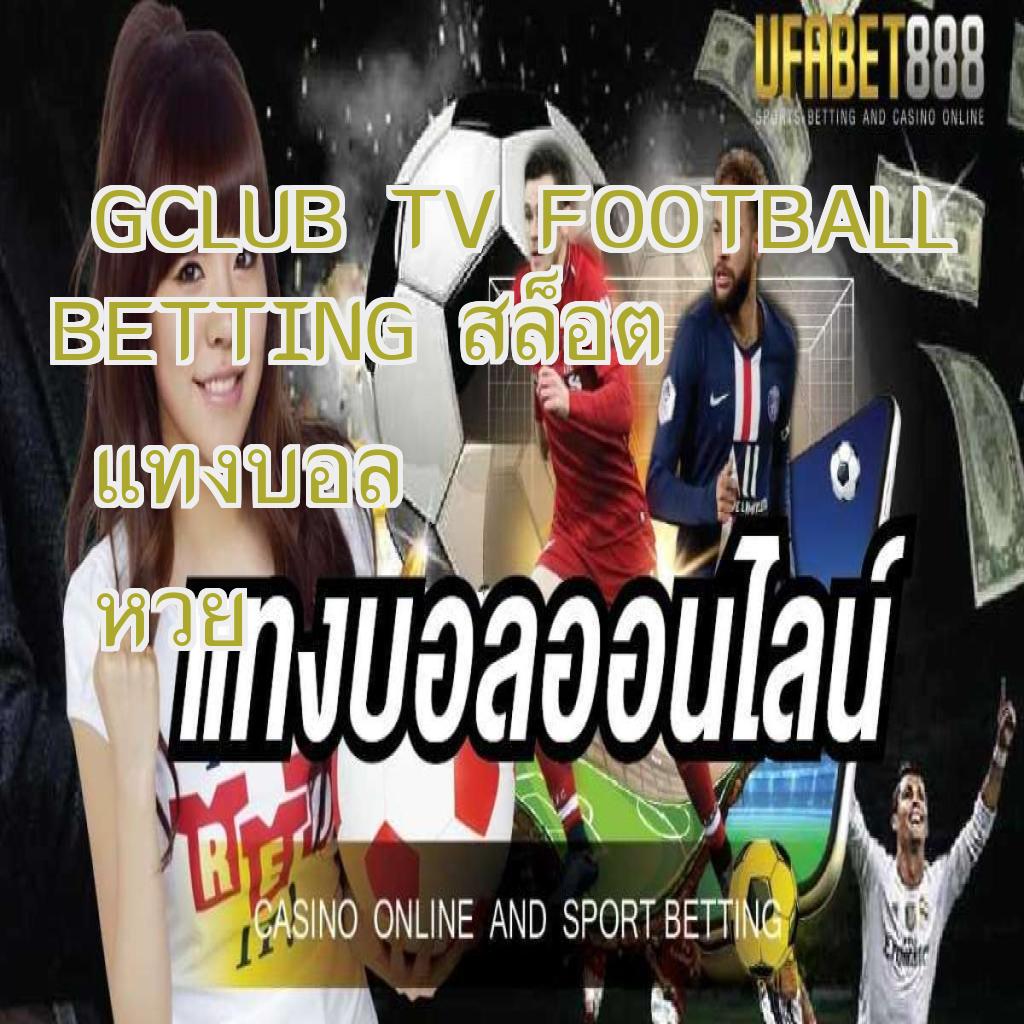 UFABET888
SPORTS BETTING AND CASINO ONLINE
GCLUB TV FOOTBALL
BETTING สล็อต
แทงบอล
หวย
แทงบอลออนไลน์
CASINO ONLINE AND SPORT BETTING